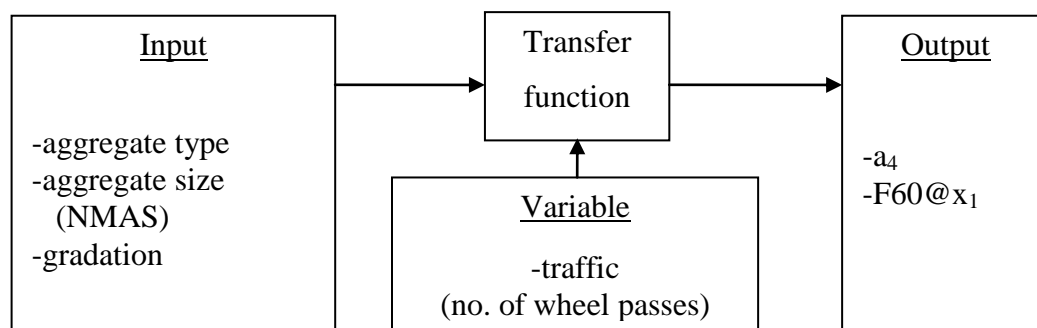 Input
-aggregate type
-aggregate size
(NMAS)
-gradation
Transfer
function
Variable
-traffic
(no. of wheel passes)
Output
-a₄
-F60@x₁